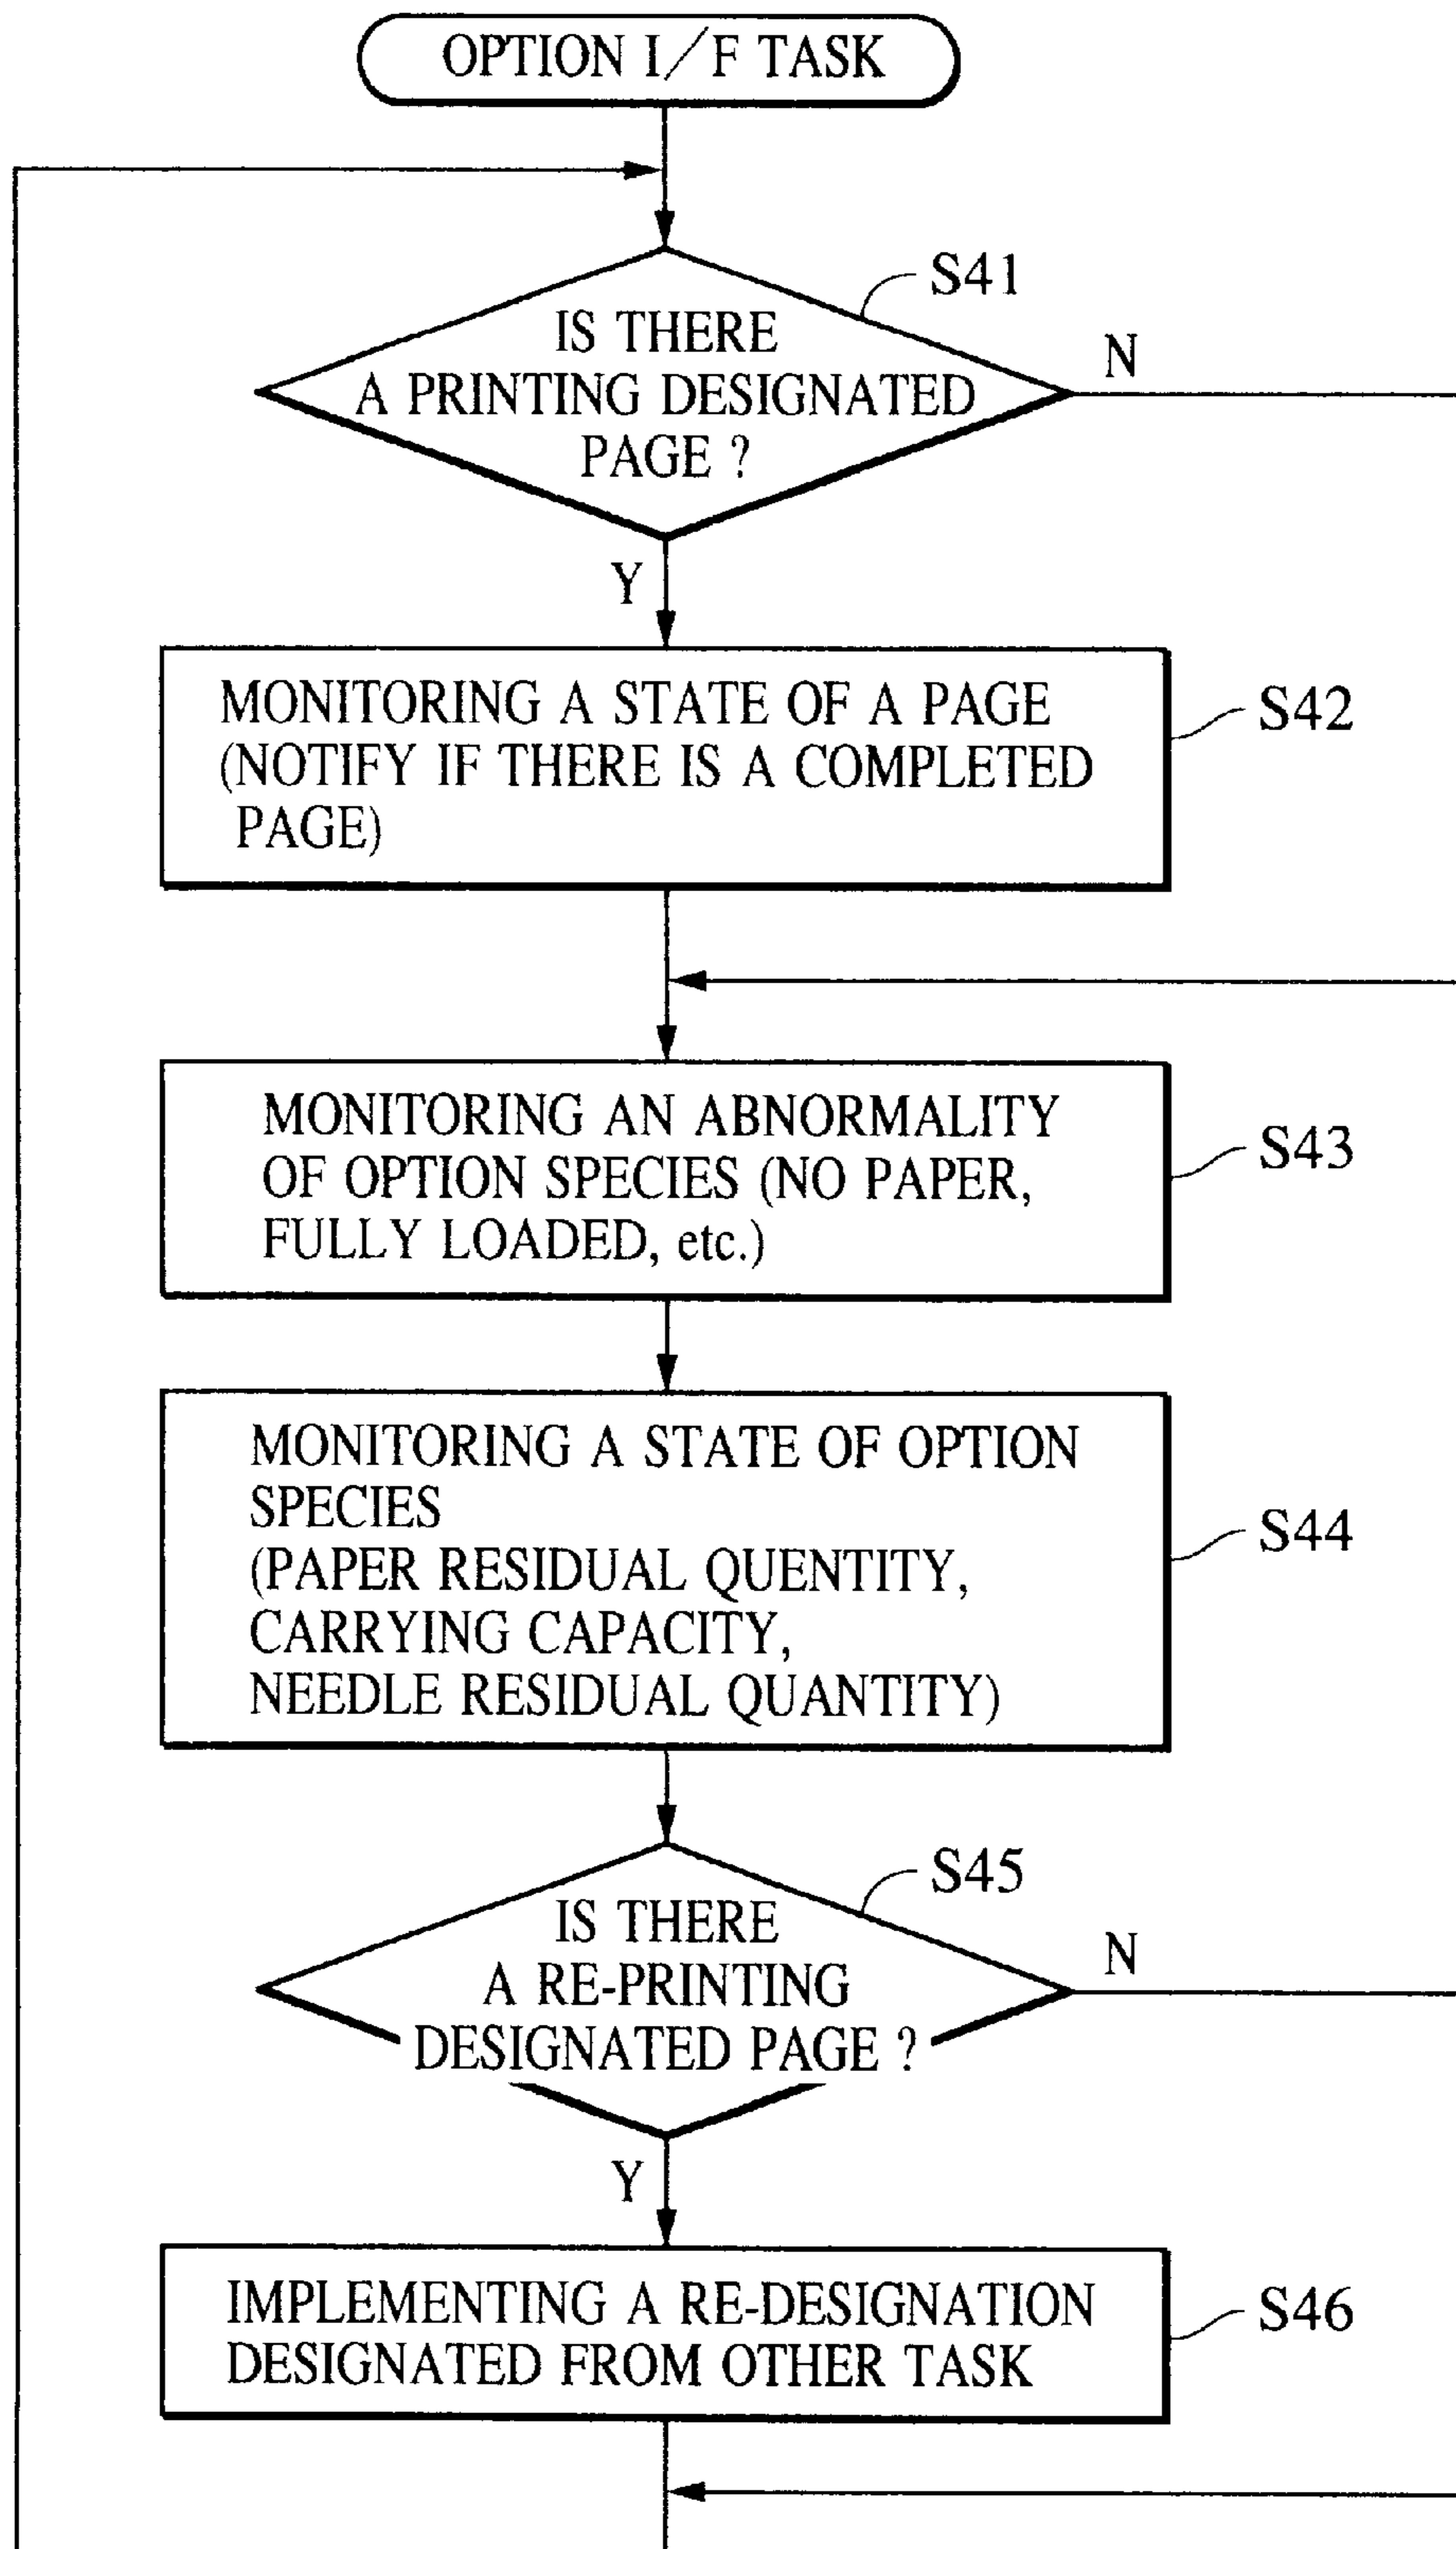 OPTION I/F TASK
S41
IS THERE
A PRINTING DESIGNATED
PAGE ?
N
Y
MONITORING A STATE OF A PAGE
(NOTIFY IF THERE IS A COMPLETED
PAGE)
S42
MONITORING AN ABNORMALITY
OF OPTION SPECIES (NO PAPER,
FULLY LOADED, etc.)
S43
MONITORING A STATE OF OPTION
SPECIES
(PAPER RESIDUAL QUENTITY,
CARRYING CAPACITY,
NEEDLE RESIDUAL QUANTITY)
S44
S45
IS THERE
A RE-PRINTING
DESIGNATED PAGE ?
N
Y
IMPLEMENTING A RE-DESIGNATION
DESIGNATED FROM OTHER TASK
S46